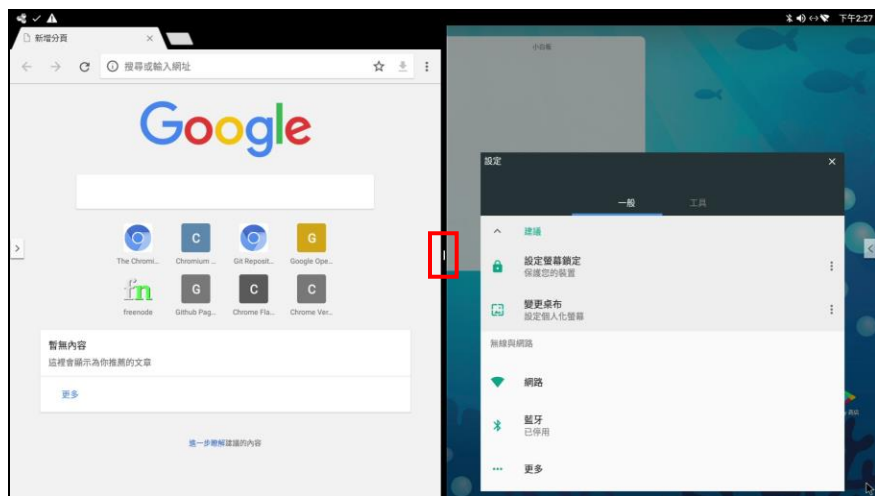 下午2:27
新增分頁
搜尋或輸入網址
Google
C
G
The Chromi...
Chromium ...
Git Reposit...
Google Ope...
fn
G
C
C
freenode
Github Pag...
Chrome Fla...
Chrome Ver...
暫無內容
這裡會顯示為你推薦的文章
更多
進一步瞭解建議的內容
設定
一般
工具
建議
設定螢幕鎖定
保護您的裝置
變更桌布
設定個人化螢幕
無線與網路
網路
藍牙
已停用
更多
商店